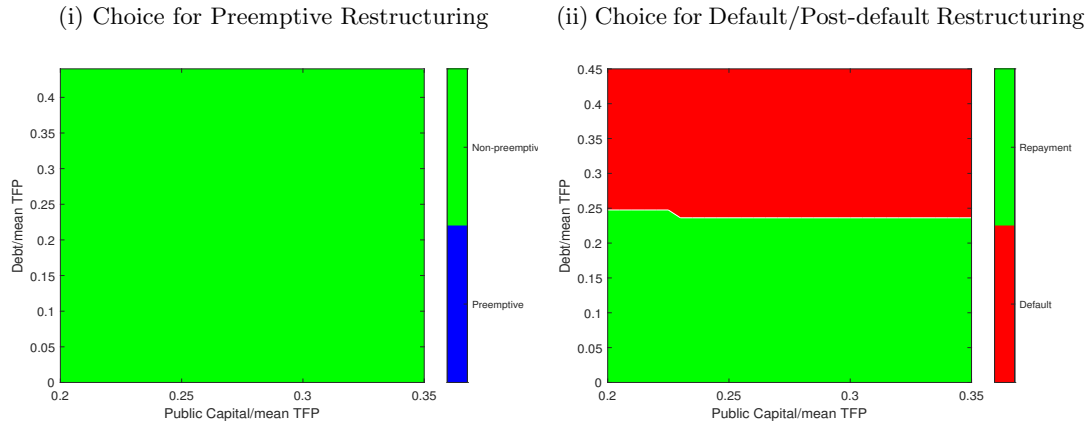 (i) Choice for Preemptive Restructuring
0.4
0.35
0.3
0.25
0.2
0.15
0.1
0.05
0
Debt/mean TFP
0.2
0.25
0.3
0.35
Public Capital/mean TFP
Non-preemptiv
Preemptive
(ii) Choice for Default/Post-default Restructuring
0.45
0.4
0.35
0.3
0.25
0.2
0.15
0.1
0.05
0
Debt/mean TFP
0.2
0.25
0.3
0.35
Public Capital/mean TFP
Repayment
Default